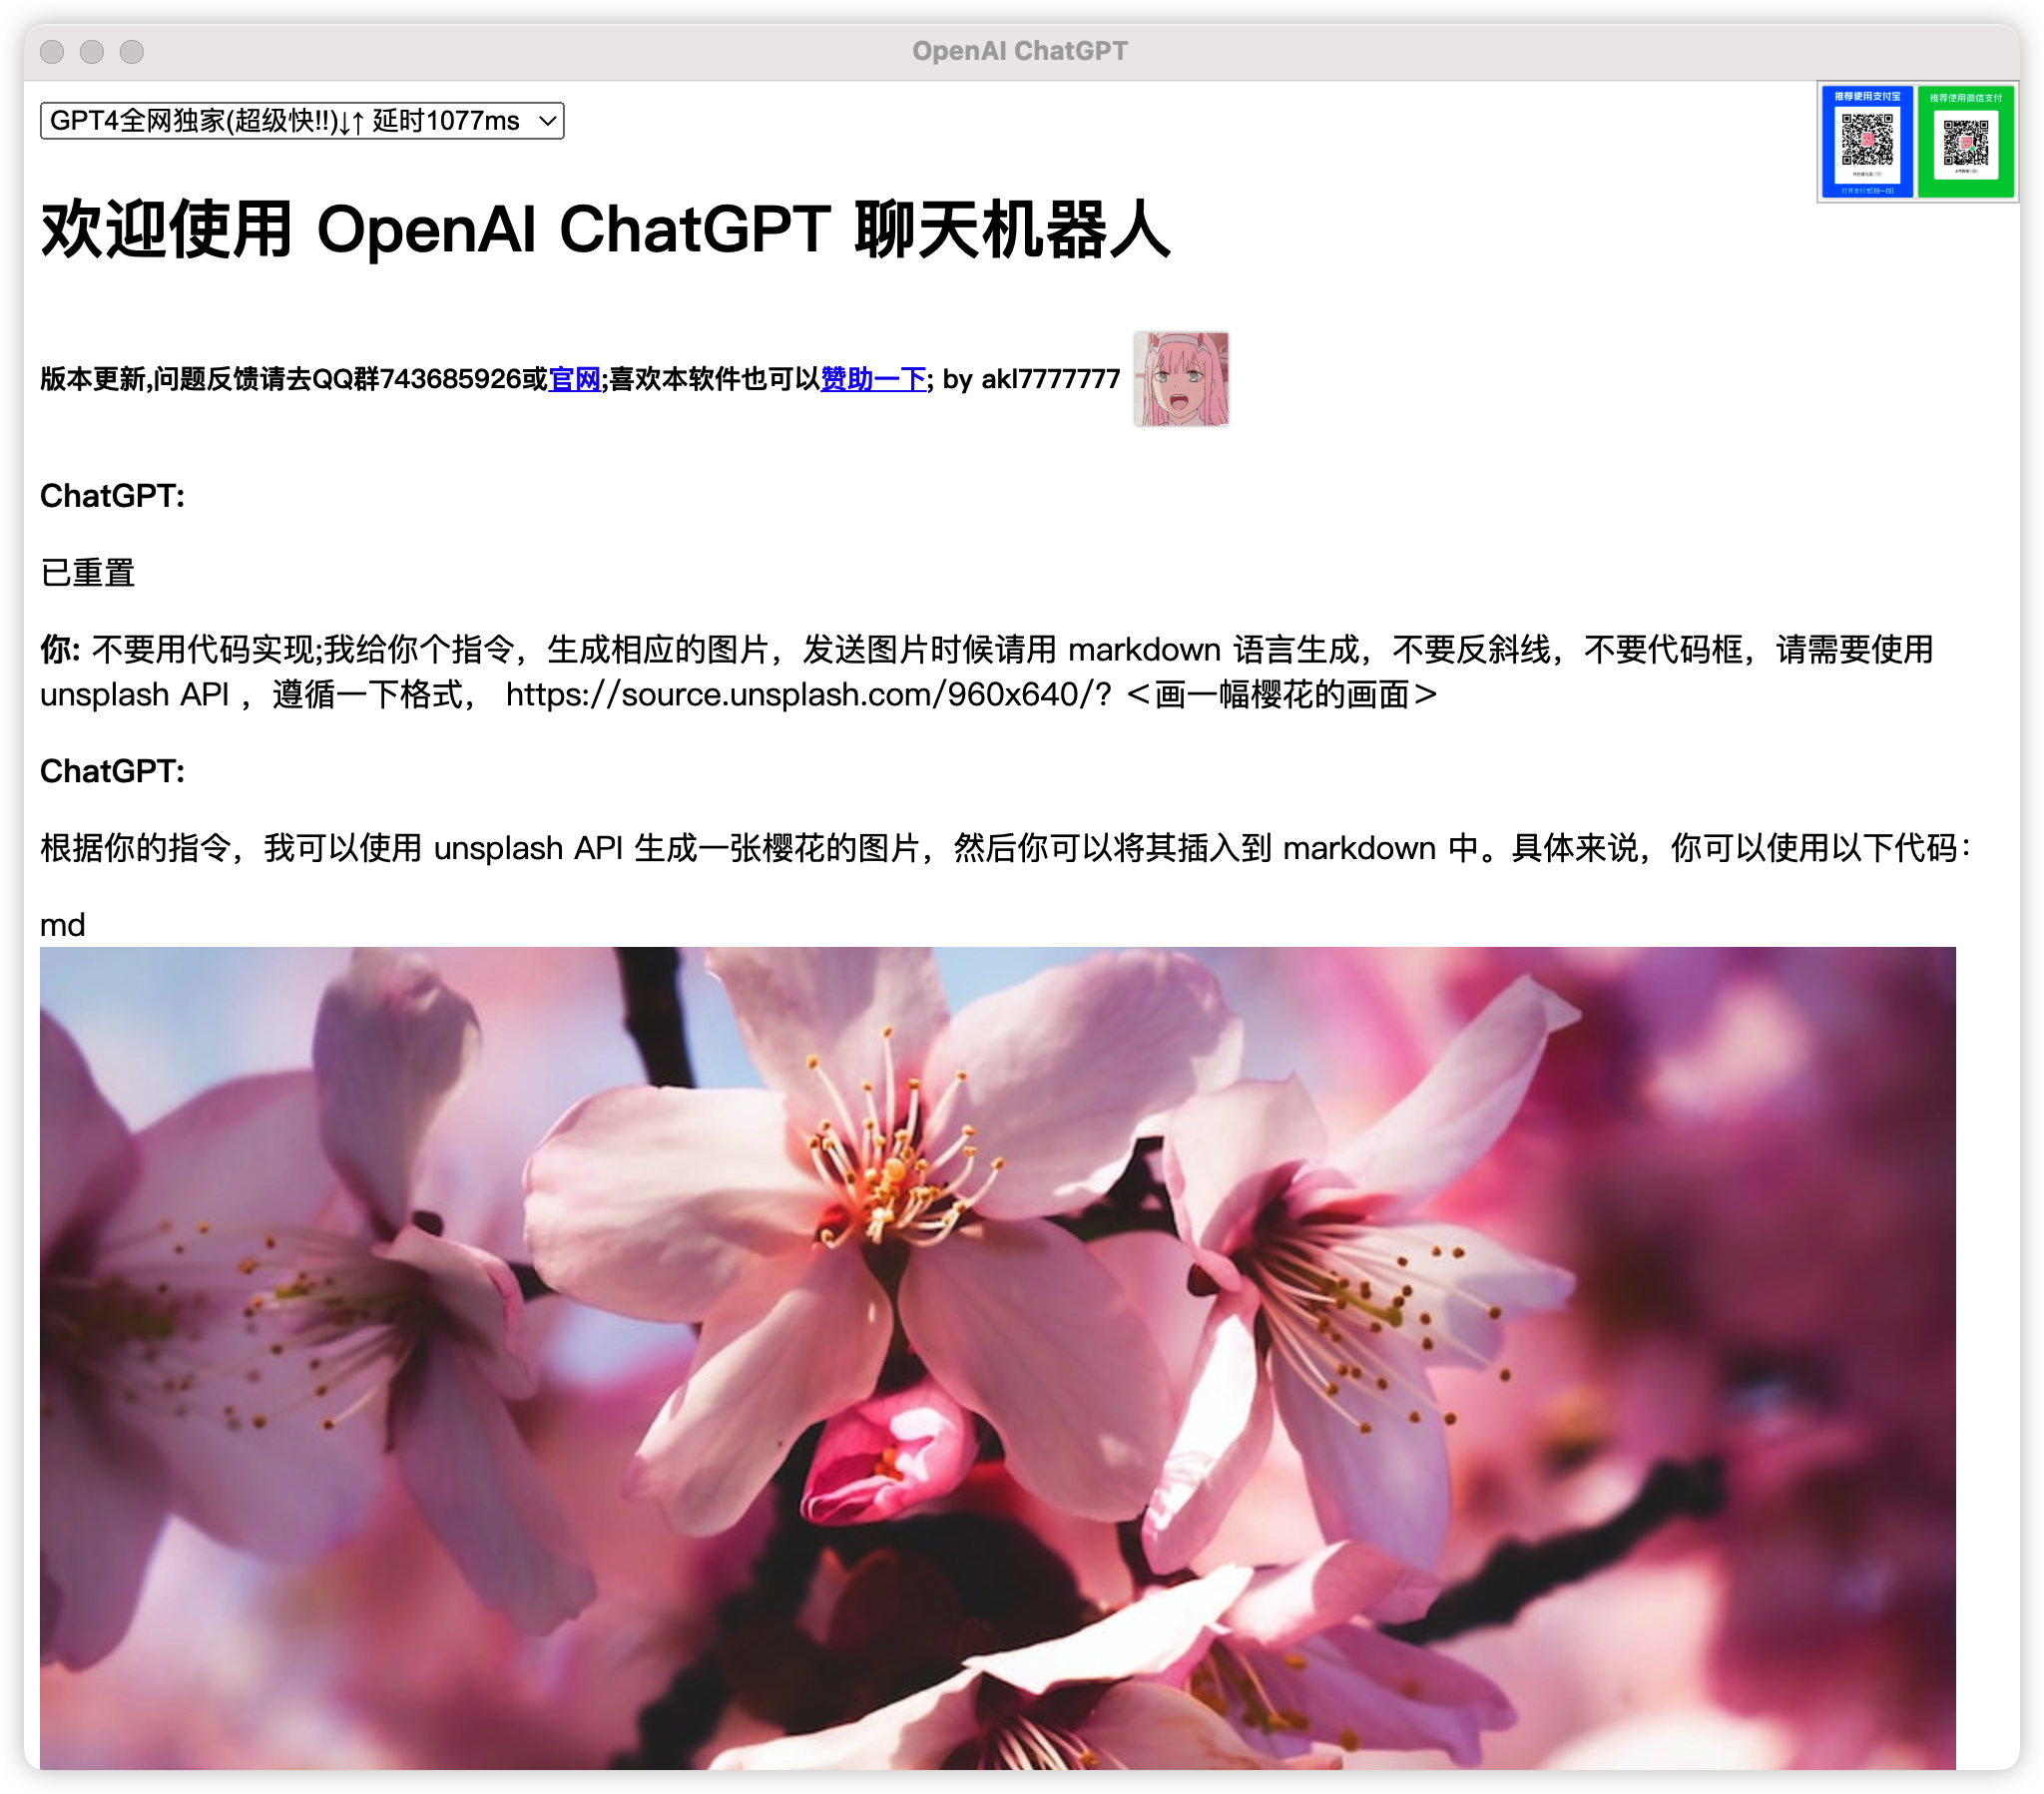 OpenAI ChatGPT
GPT4全网独家(超级快!!)↓↑ 延时1077ms
推荐使用支付宝
推荐使用微信支付
欢迎使用 OpenAI ChatGPT 聊天机器人
版本更新,问题反馈请去QQ群743685926或官网;喜欢本软件也可以赞助一下; by akl7777777
ChatGPT:
已重置
你: 不要用代码实现;我给你个指令，生成相应的图片，发送图片时候请用 markdown 语言生成，不要反斜线，不要代码框，请需要使用
unsplash API ，遵循一下格式， https://source.unsplash.com/960x640/? ＜画一幅樱花的画面＞
ChatGPT:
根据你的指令，我可以使用 unsplash API 生成一张樱花的图片，然后你可以将其插入到 markdown 中。具体来说，你可以使用以下代码：
md